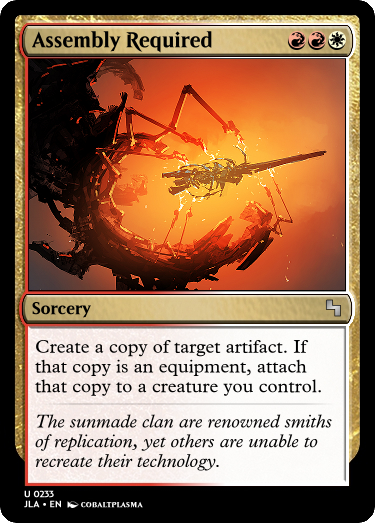 Assembly Required
Sorcery
Create a copy of target artifact. If
that copy is an equipment, attach
that copy to a creature you control.
The sunmade clan are renowned smiths
of replication, yet others are unable to
recreate their technology.
U 0233
JLA • EN COBALTPLASMA